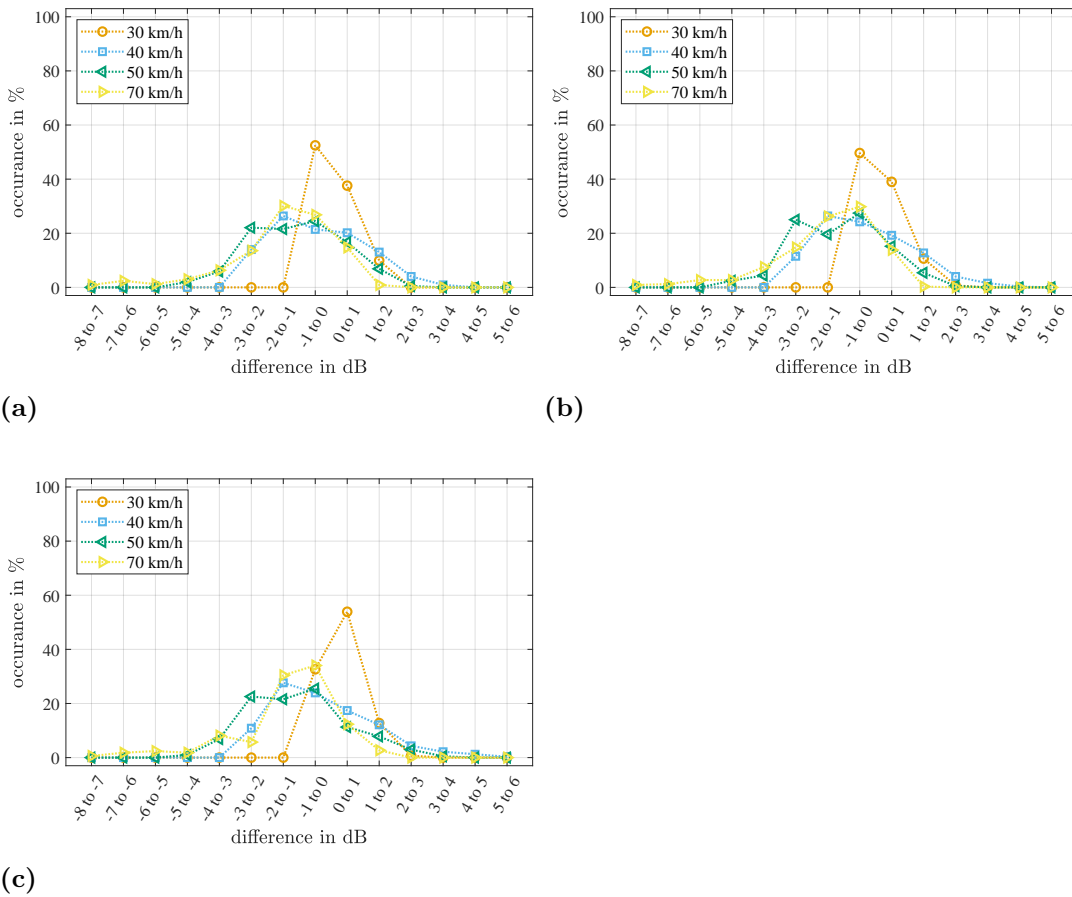 100
80
60
40
20
0
occurance in %
30 km/h
40 km/h
50 km/h
70 km/h
-8 to -7
-7 to -6
-6 to -5
-5 to -4
-4 to -3
-3 to -2
-2 to -1
-1 to 0
0 to 1
1 to 2
2 to 3
3 to 4
4 to 5
5 to 6
difference in dB
(a)
100
80
60
40
20
0
occurance in %
30 km/h
40 km/h
50 km/h
70 km/h
-8 to -7
-7 to -6
-6 to -5
-5 to -4
-4 to -3
-3 to -2
-2 to -1
-1 to 0
0 to 1
1 to 2
2 to 3
3 to 4
4 to 5
5 to 6
difference in dB
(b)
100
80
60
40
20
0
occurance in %
30 km/h
40 km/h
50 km/h
70 km/h
-8 to -7
-7 to -6
-6 to -5
-5 to -4
-4 to -3
-3 to -2
-2 to -1
-1 to 0
0 to 1
1 to 2
2 to 3
3 to 4
4 to 5
5 to 6
difference in dB
(c)